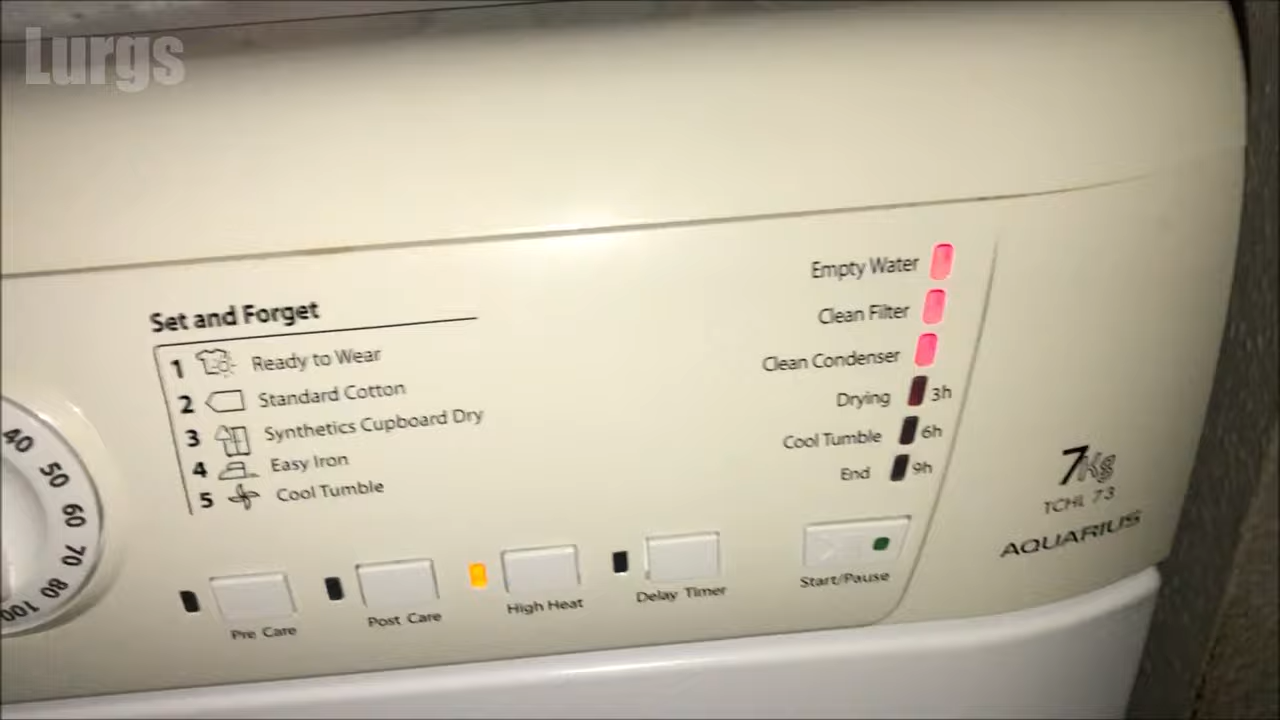 Lurgs
Set and Forget
1 Ready to Wear
2 Standard Cotton
3 Synthetics Cupboard Dry
4 Easy Iron
5 Cool Tumble
Empty Water
Clean Filter
Clean Condenser
Drying 3h
Cool Tumble 6h
End 9h
40
50
60
70
80
100
Pre Care
Post Care
High Heat
Delay Timer
Start/Pause
7Kg
TCHL 73
AQUARIUS